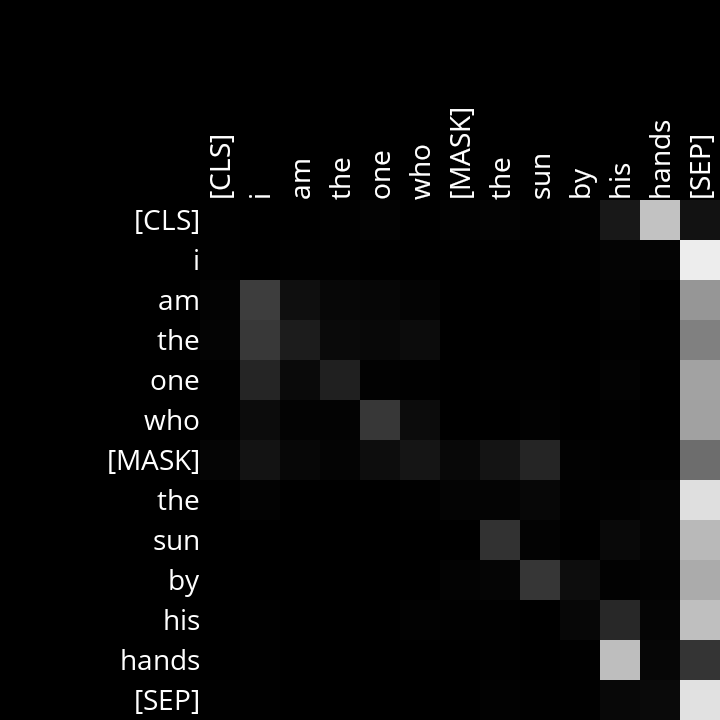 [CLS] i am the one who [MASK] the sun by his hands [SEP]
[CLS]
i
am
the
one
who
[MASK]
the
sun
by
his
hands
[SEP]